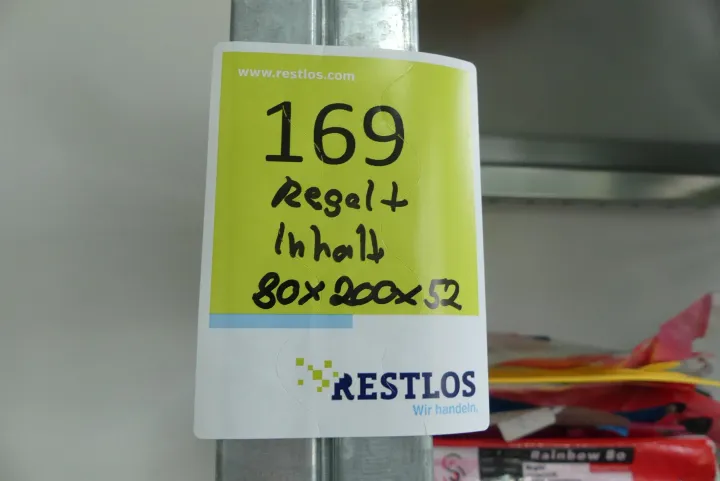 www.restlos.com
169
Regal +
Inhalt
80x200x52
RESTLOS
Wir handeln.
Rainbow 80